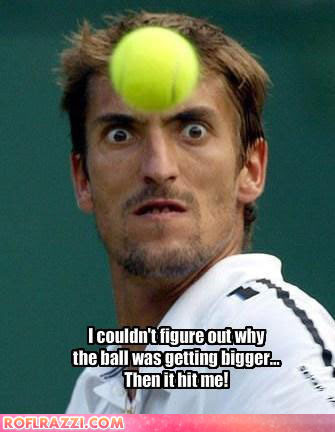 I couldn't figure out why
the ball was getting bigger...
Then it hit me!
ROFLRAZZI.COM